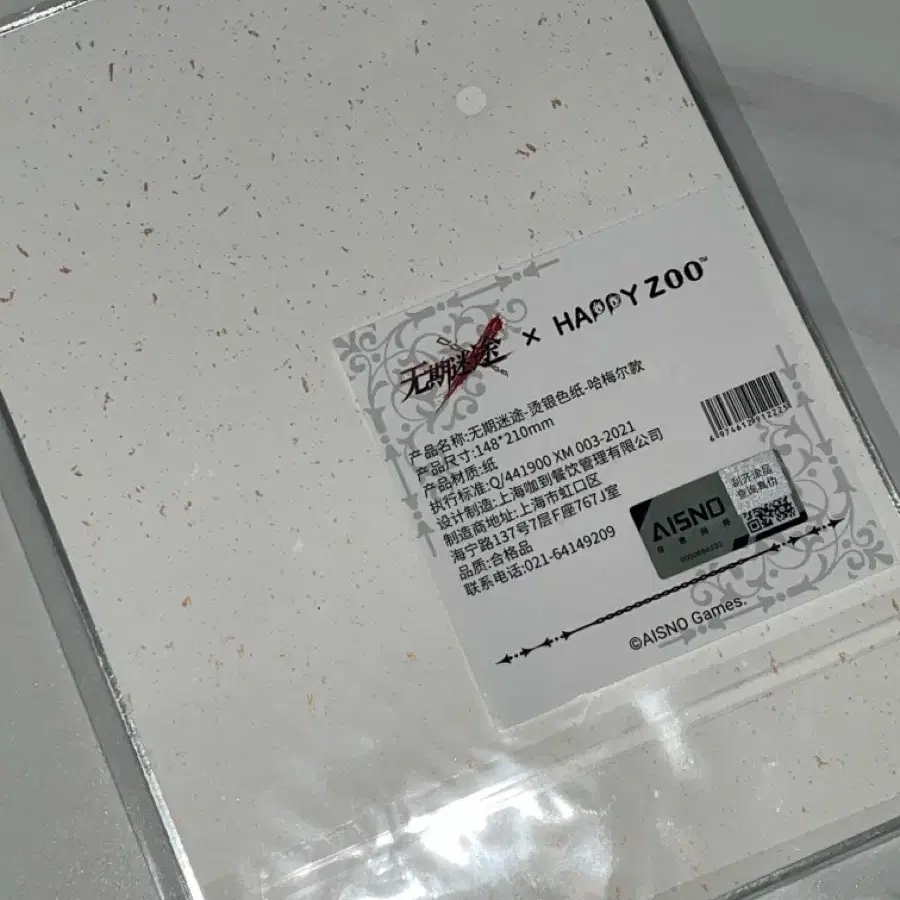 无期迷途 × HAPPY ZOO™
产品名称:无期迷途-烫银色纸-哈梅尔款
产品尺寸:148*210mm
产品材质:纸
执行标准:Q/441900 XM 003-2021
设计制造:上海咖到餐饮管理有限公司
制造商地址:上海市虹口区
海宁路137号7层F座767J室
品质:合格品
联系电话:021-64149209
AISNO
刮开涂层
查询真伪
©AISNO Games.